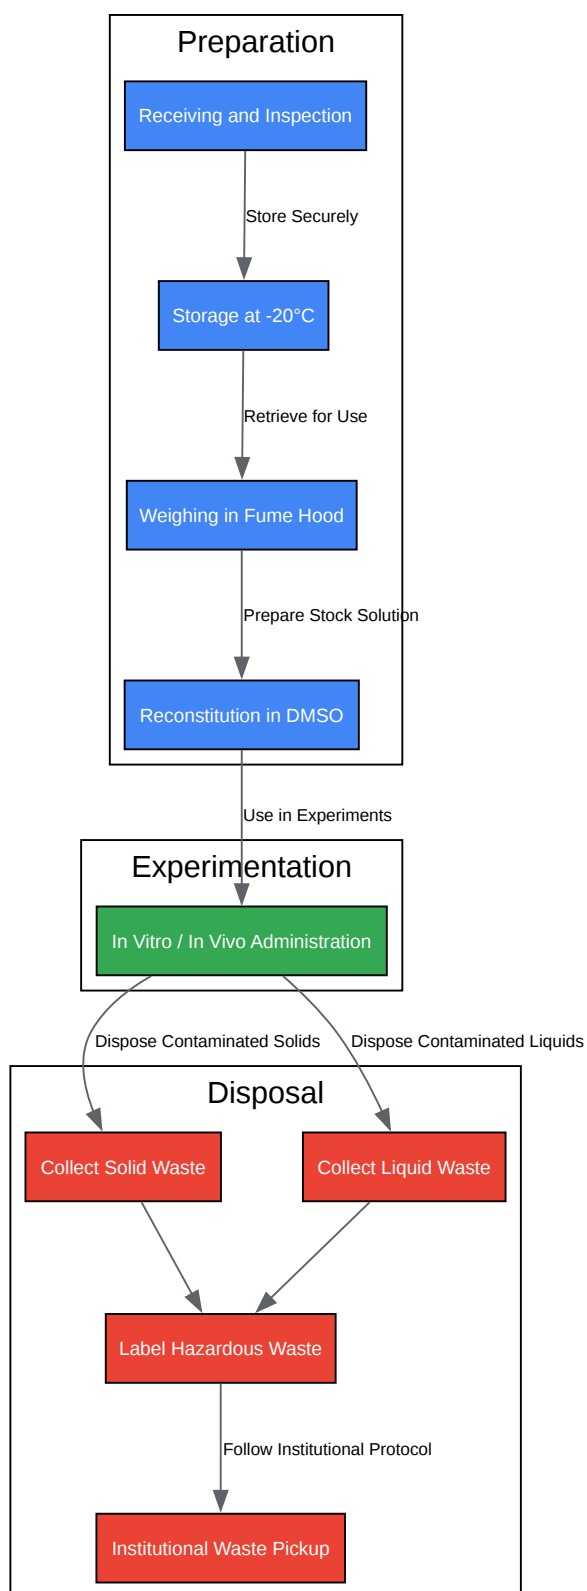 Preparation
Receiving and Inspection
Store Securely
Storage at -20°C
Retrieve for Use
Weighing in Fume Hood
Prepare Stock Solution
Reconstitution in DMSO
Use in Experiments
Experimentation
In Vitro / In Vivo Administration
Dispose Contaminated Solids
Dispose Contaminated Liquids
Disposal
Collect Solid Waste
Collect Liquid Waste
Label Hazardous Waste
Follow Institutional Protocol
Institutional Waste Pickup